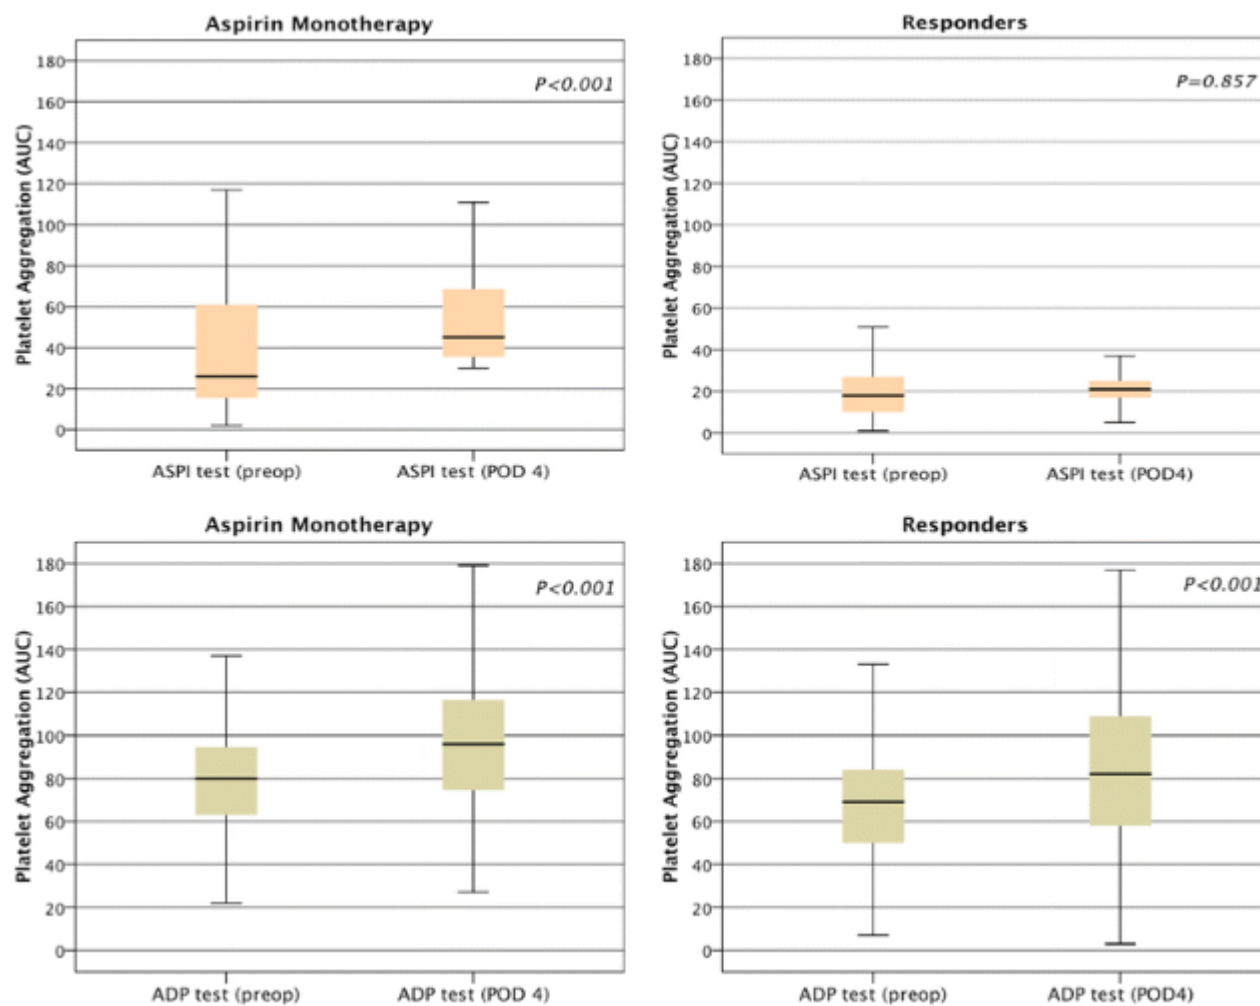 Aspirin Monotherapy
P<0.001
Platelet Aggregation (AUC)
180
160
140
120
100
80
60
40
20
0
ASPI test (preop)
ASPI test (POD 4)
Responders
P=0.857
Platelet Aggregation (AUC)
180
160
140
120
100
80
60
40
20
0
ASPI test (preop)
ASPI test (POD4)
Aspirin Monotherapy
P<0.001
Platelet Aggregation (AUC)
180
160
140
120
100
80
60
40
20
0
ADP test (preop)
ADP test (POD 4)
Responders
P<0.001
Platelet Aggregation (AUC)
180
160
140
120
100
80
60
40
20
0
ADP test (preop)
ADP test (POD4)